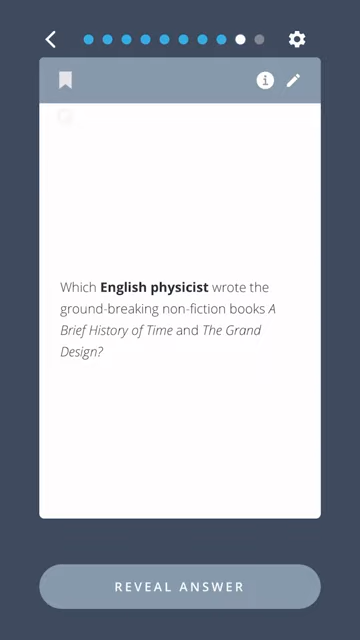 Which English physicist wrote the
ground-breaking non-fiction books A
Brief History of Time and The Grand
Design?
REVEAL ANSWER